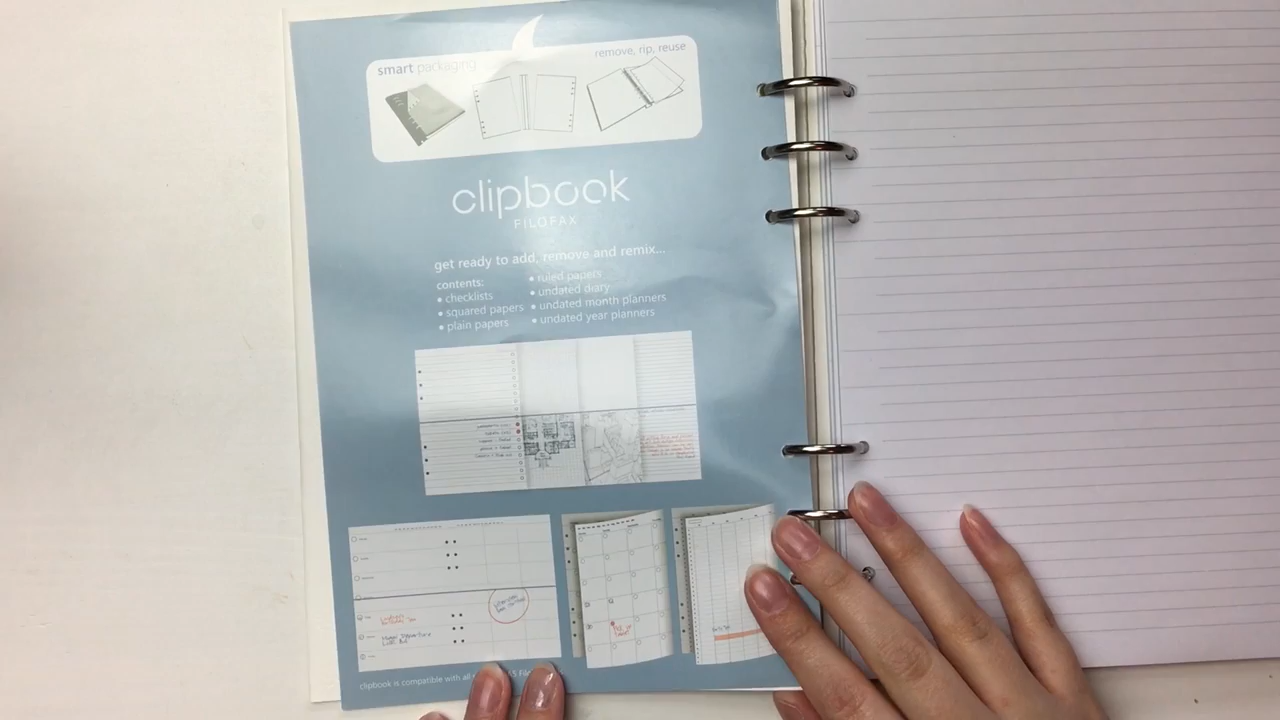 smart packaging
remove, rip, reuse
clipbook
FILOFAX
get ready to add, remove and remix...
contents:
• checklists
• squared papers
• plain papers
• ruled papers
• undated diary
• undated month planners
• undated year planners
clipbook is compatible with all